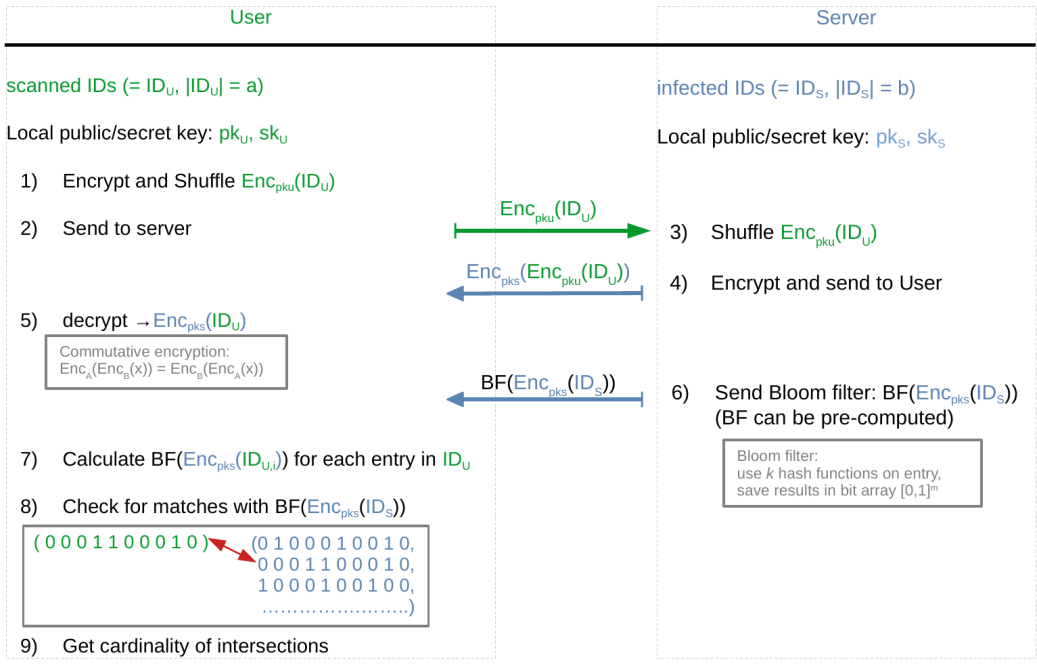 User
Server
scanned IDs (= IDU, |IDU| = a)
infected IDs (= IDS, |IDS| = b)
Local public/secret key: pkU, skU
Local public/secret key: pkS, skS
1) Encrypt and Shuffle Encpku(IDU)
2) Send to server
Encpku(IDU)
3) Shuffle Encpku(IDU)
Encpks(Encpku(IDU))
4) Encrypt and send to User
5) decrypt →Encpks(IDU)
Commutative encryption:
EncA(EncB(x)) = EncB(EncA(x))
BF(Encpks(IDS))
6) Send Bloom filter: BF(Encpks(IDS))
(BF can be pre-computed)
Bloom filter:
use k hash functions on entry,
save results in bit array [0,1]m
7) Calculate BF(Encpks(IDU,i)) for each entry in IDU
8) Check for matches with BF(Encpks(IDS))
( 0 0 0 1 1 0 0 0 1 0 )
(0 1 0 0 0 1 0 0 1 0,
0 0 0 1 1 0 0 0 1 0,
1 0 0 0 1 0 0 1 0 0,
…………………..)
9) Get cardinality of intersections